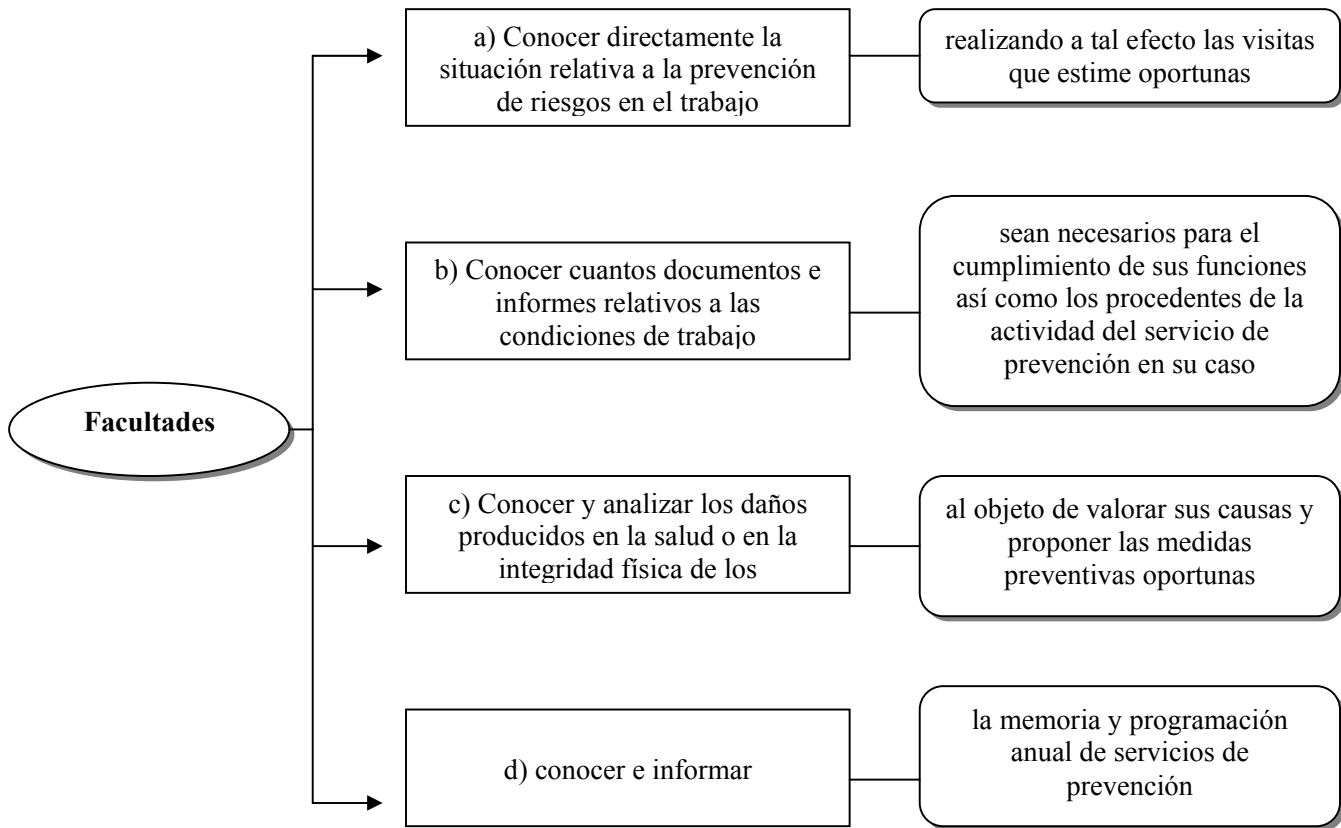 a) Conocer directamente la
situación relativa a la prevención
de riesgos en el trabajo
realizando a tal efecto las visitas
que estime oportunas
b) Conocer cuantos documentos e
informes relativos a las
condiciones de trabajo
sean necesarios para el
cumplimiento de sus funciones
así como los procedentes de la
actividad del servicio de
prevención en su caso
Facultades
c) Conocer y analizar los daños
producidos en la salud o en la
integridad física de los
al objeto de valorar sus causas y
proponer las medidas
preventivas oportunas
d) conocer e informar
la memoria y programación
anual de servicios de
prevención